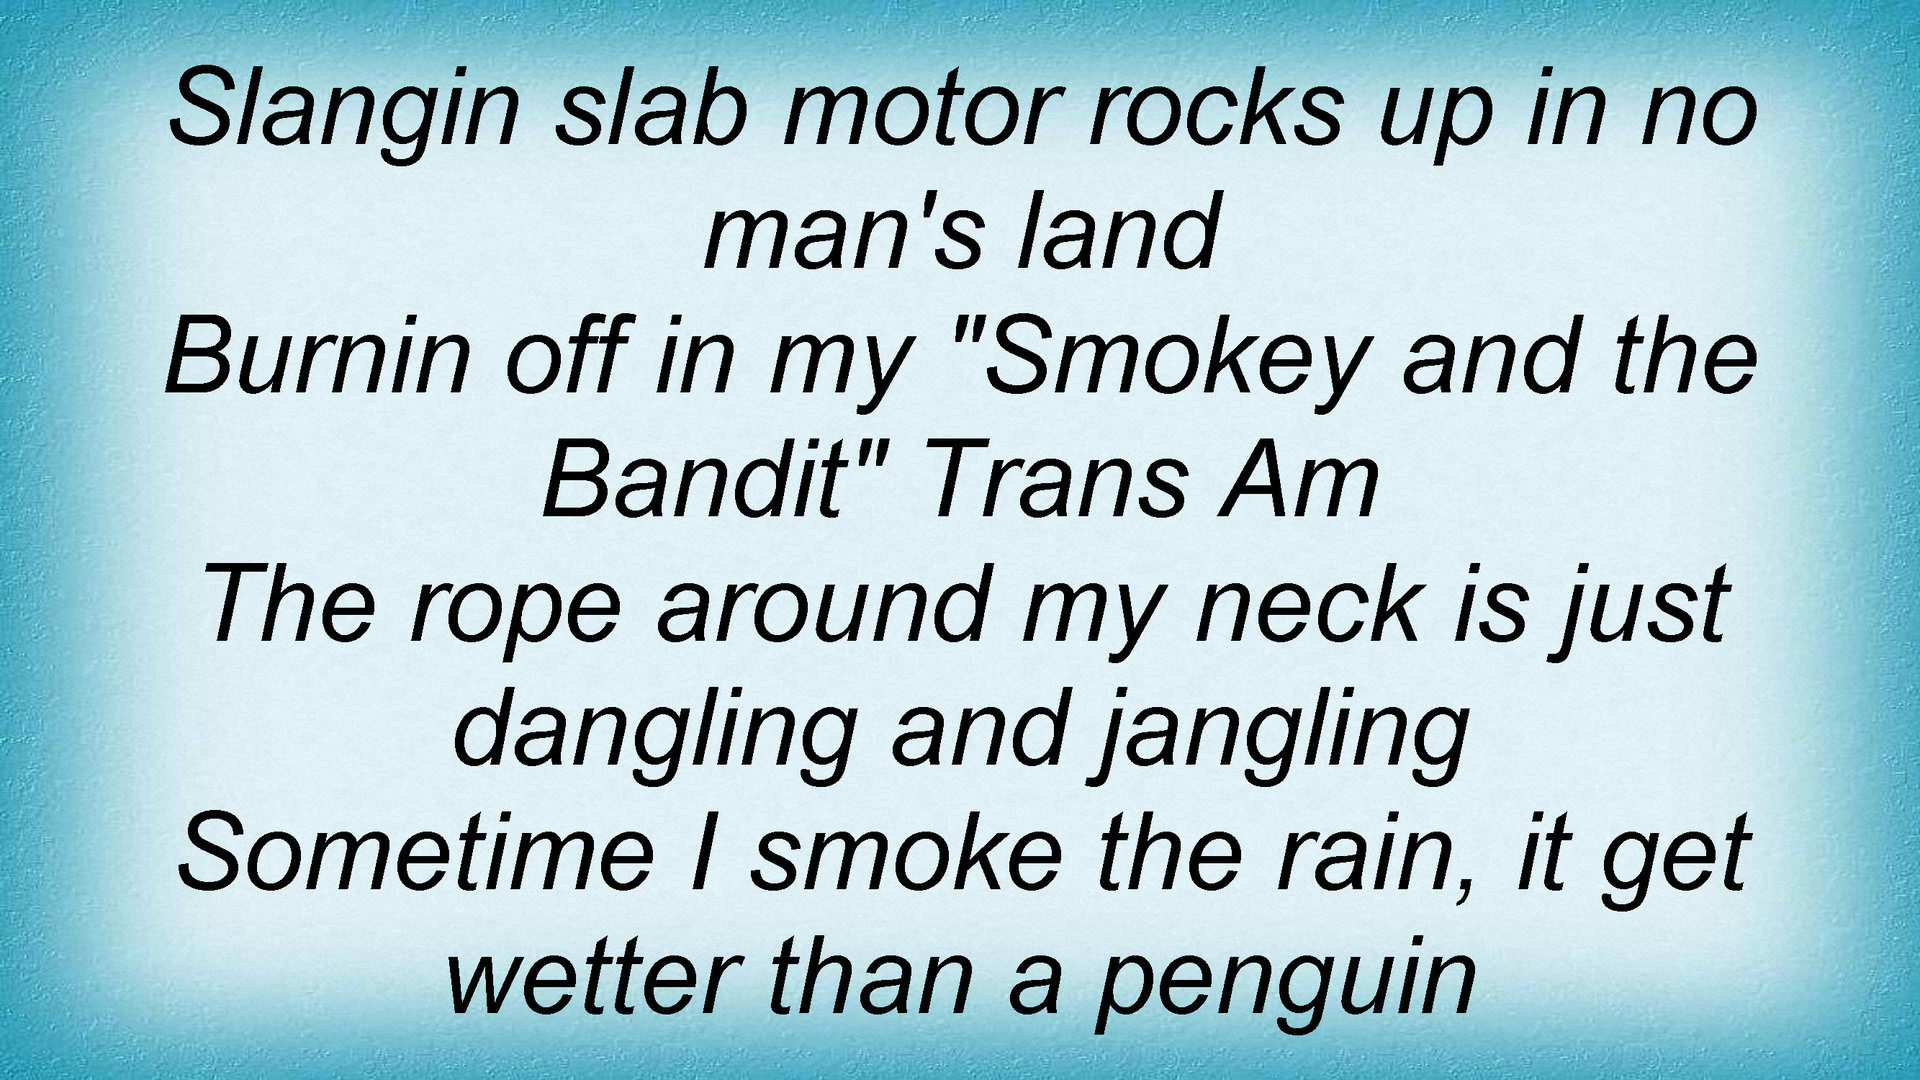 Slangin slab motor rocks up in no
man's land
Burnin off in my "Smokey and the
Bandit" Trans Am
The rope around my neck is just
dangling and jangling
Sometime I smoke the rain, it get
wetter than a penguin